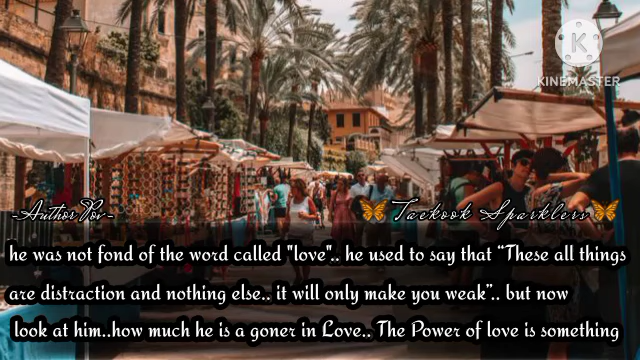 K
KINEMASTER
-Author Pov-
🦋 Taekook Sparklers 🦋
he was not fond of the word called "love".. he used to say that “These all things
are distraction and nothing else.. it will only make you weak”.. but now
look at him..how much he is a goner in Love.. The Power of love is something